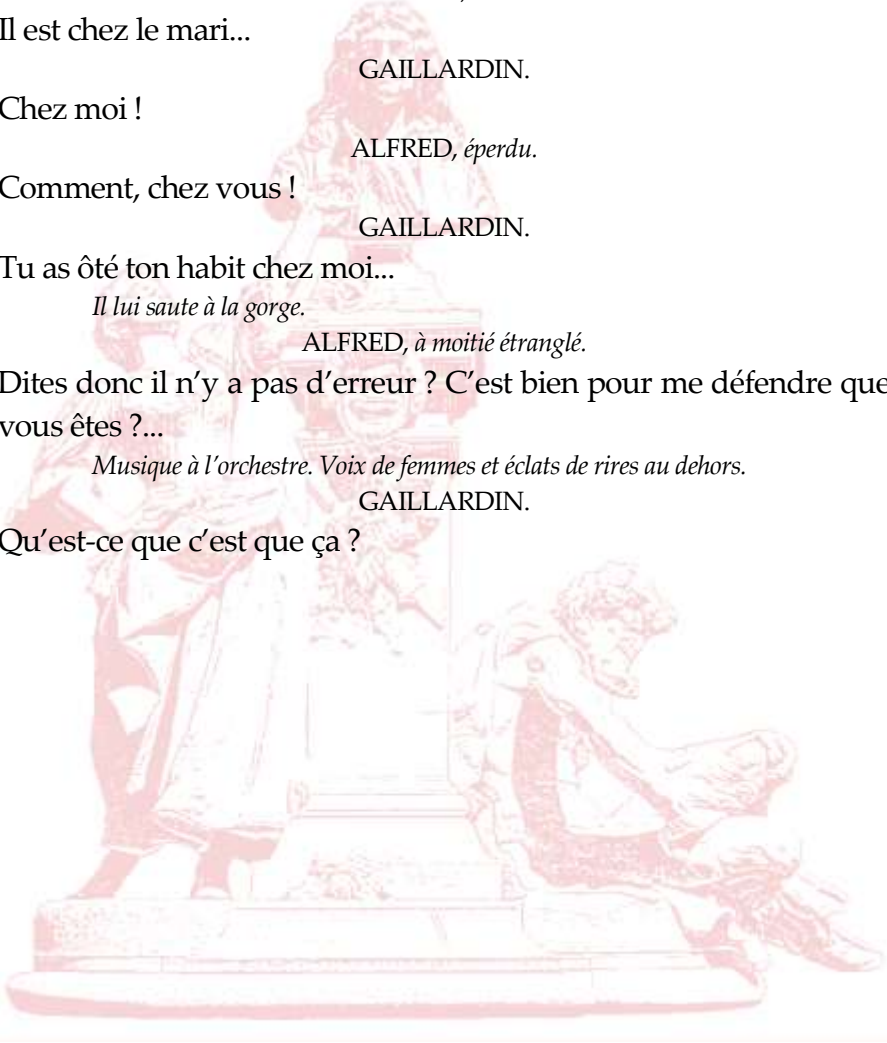 Il est chez le mari...
GAILLARDIN.
Chez moi !
ALFRED, éperdu.
Comment, chez vous !
GAILLARDIN.
Tu as ôté ton habit chez moi...
Il lui saute à la gorge.
ALFRED, à moitié étranglé.
Dites donc il n’y a pas d’erreur ? C’est bien pour me défendre que
vous êtes ?...
Musique à l’orchestre. Voix de femmes et éclats de rires au dehors.
GAILLARDIN.
Qu’est-ce que c’est que ça ?